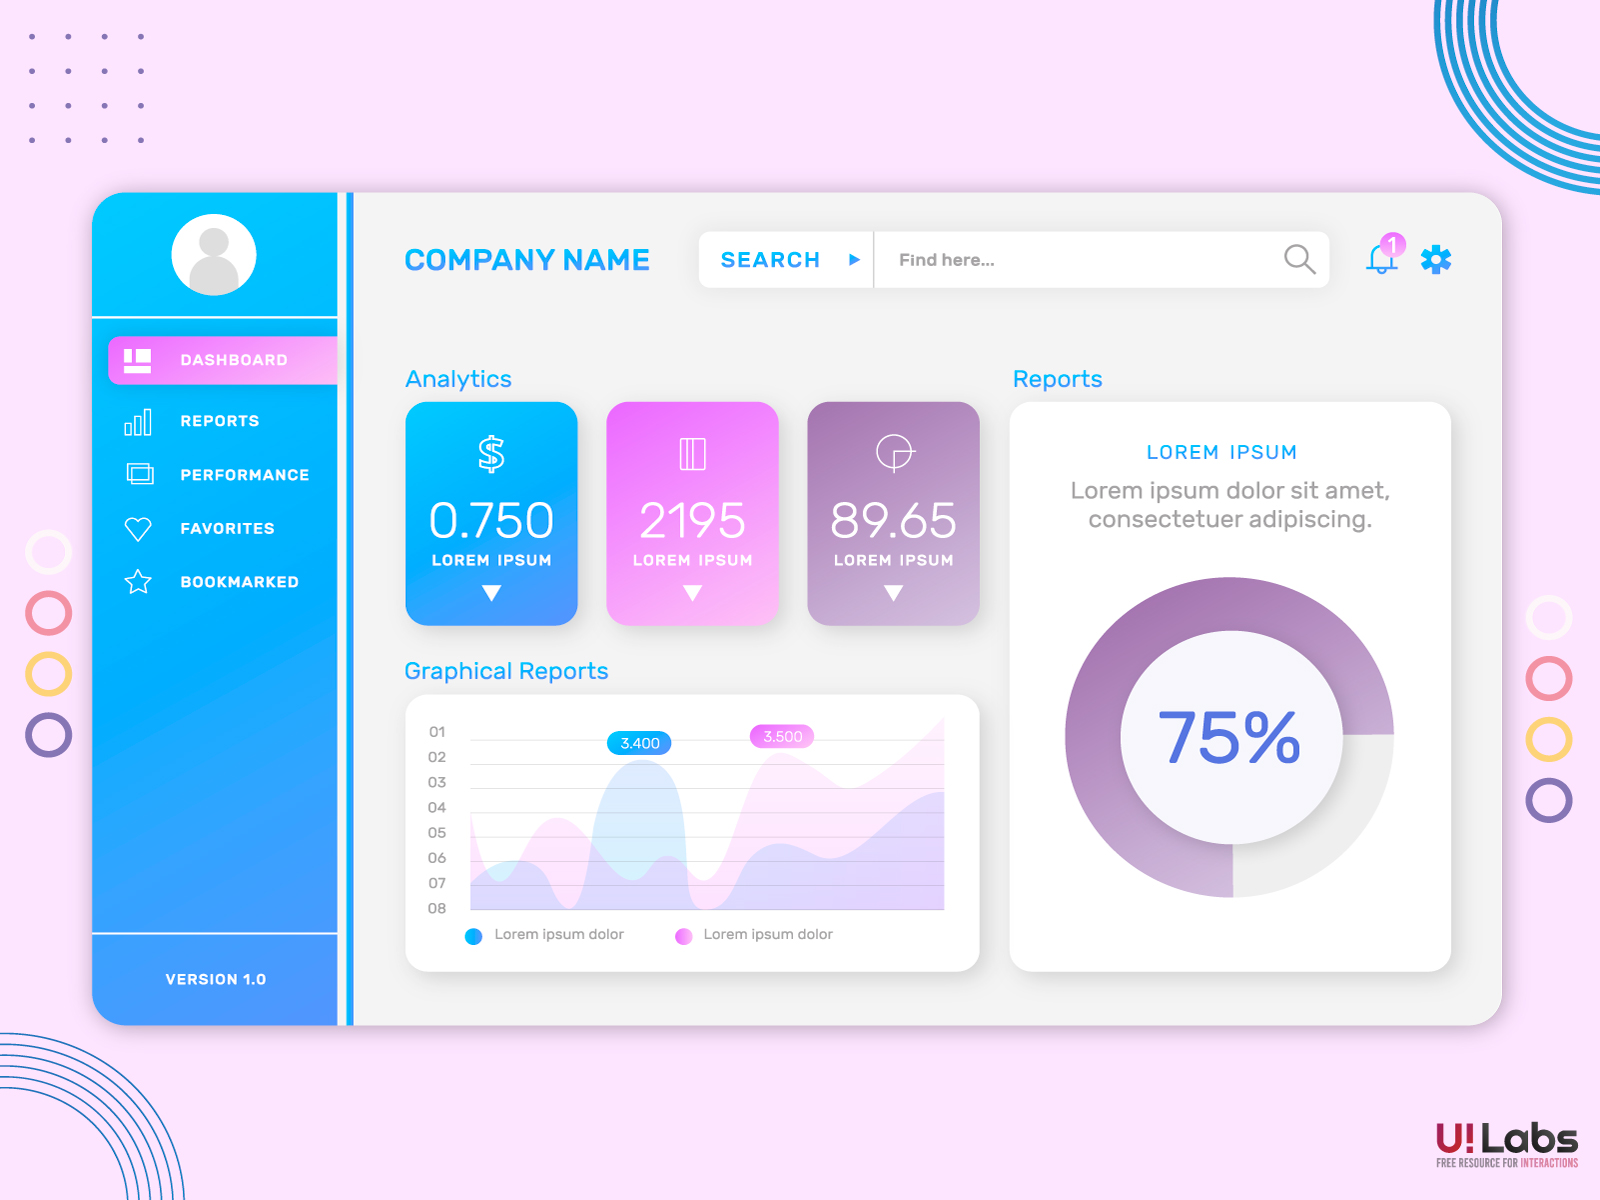 COMPANY NAME
SEARCH
Find here...
1
DASHBOARD
REPORTS
PERFORMANCE
FAVORITES
BOOKMARKED
VERSION 1.0
Analytics
$
0.750
LOREM IPSUM
2195
LOREM IPSUM
89.65
LOREM IPSUM
Graphical Reports
01
02
03
04
05
06
07
08
3.400
3.500
Lorem ipsum dolor
Lorem ipsum dolor
Reports
LOREM IPSUM
Lorem ipsum dolor sit amet,
consectetuer adipiscing.
75%
U!Labs
FREE RESOURCE FOR INTERACTIONS